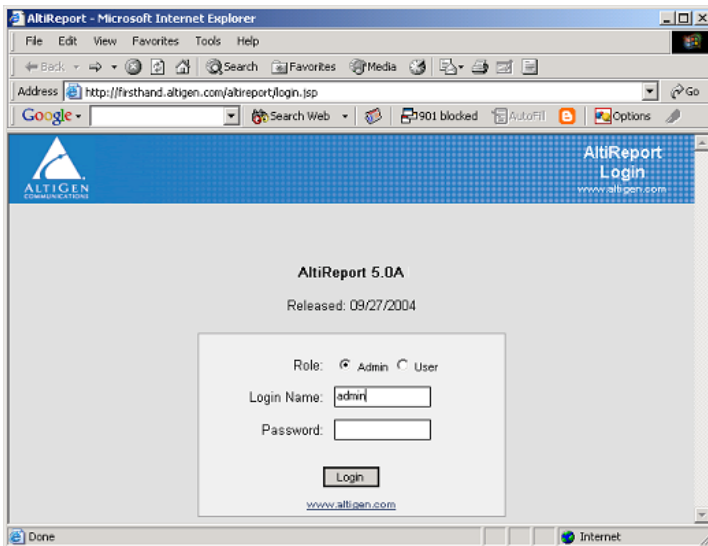 AltiReport - Microsoft Internet Explorer
File Edit View Favorites Tools Help
Back Search Favorites Media
Address http://firsthand.altigen.com/altireport/login.jsp Go
Google Search Web 901 blocked AutoFill Options
ALTIGEN
COMMUNICATIONS
AltiReport
Login
www.altigen.com
AltiReport 5.0A
Released: 09/27/2004
Role: Admin User
Login Name: admin
Password:
Login
www.altigen.com
Done Internet